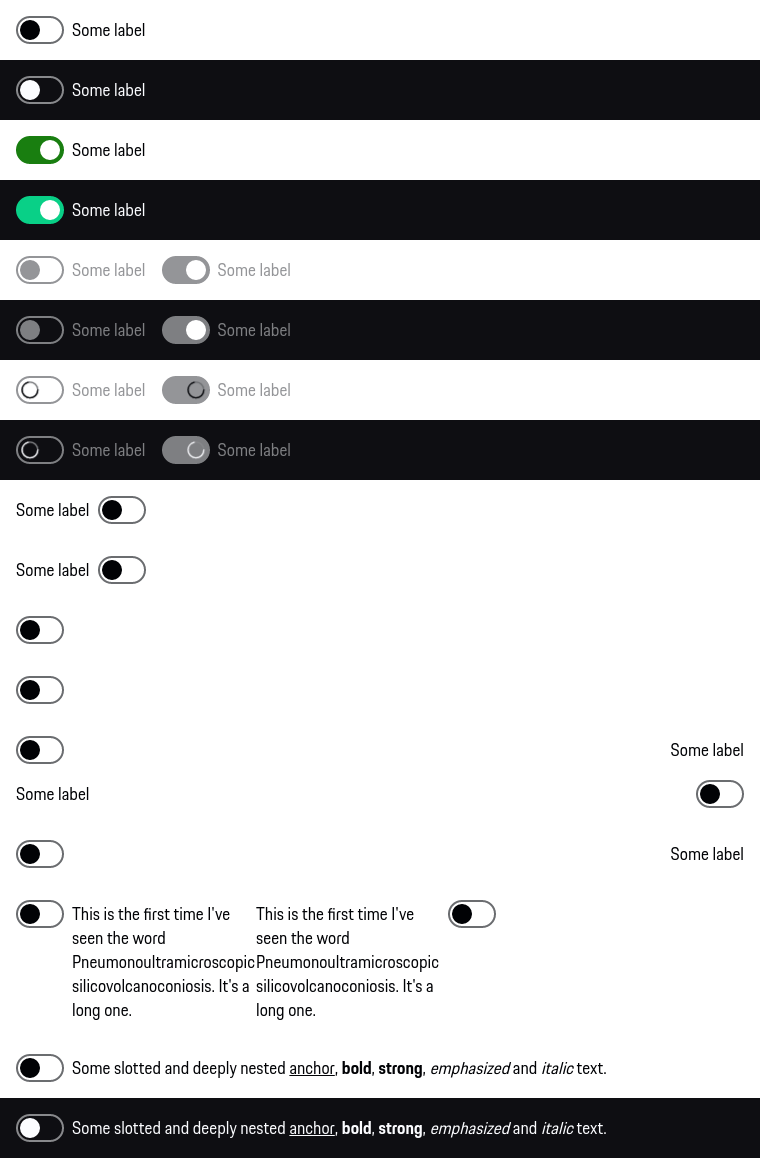 Some label
Some label
Some label
Some label
Some label Some label
Some label Some label
Some label Some label
Some label Some label
Some label
Some label
Some label
Some label
Some label
This is the first time I've
seen the word
Pneumonoultramicroscopic
silicovolcanoconiosis. It's a
long one.
This is the first time I've
seen the word
Pneumonoultramicroscopic
silicovolcanoconiosis. It's a
long one.
Some slotted and deeply nested anchor, bold, strong, emphasized and italic text.
Some slotted and deeply nested anchor, bold, strong, emphasized and italic text.